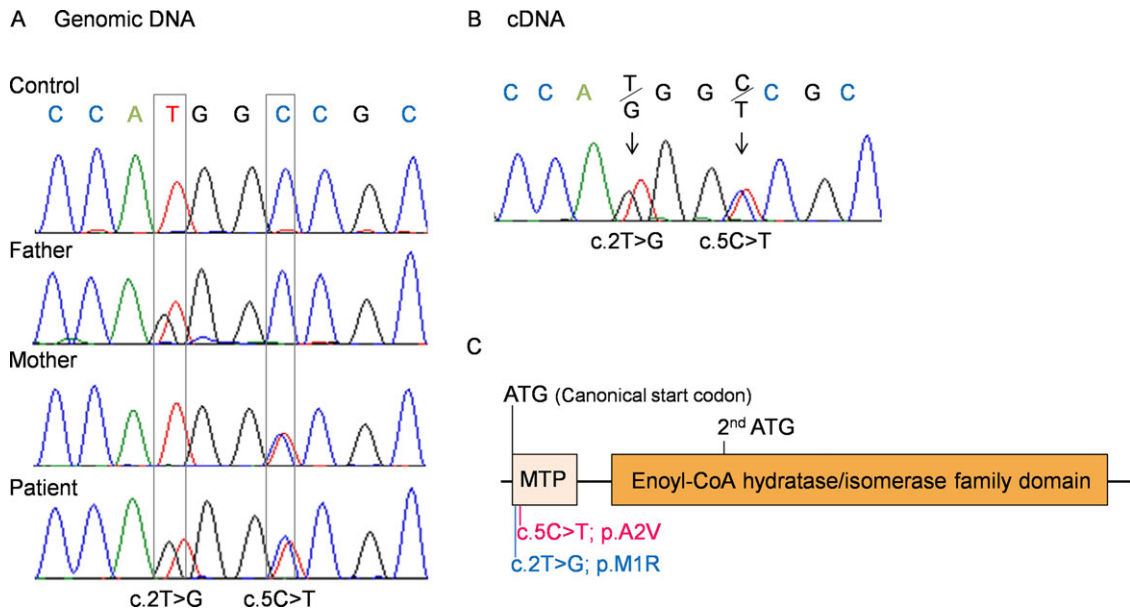 A Genomic DNA
Control
C C A T G G C C G C
Father
Mother
Patient
c.2T>G c.5C>T
B cDNA
C C A T/G G G C/T C G C
c.2T>G c.5C>T
C
ATG (Canonical start codon)
2nd ATG
MTP Enoyl-CoA hydratase/isomerase family domain
c.5C>T; p.A2V
c.2T>G; p.M1R